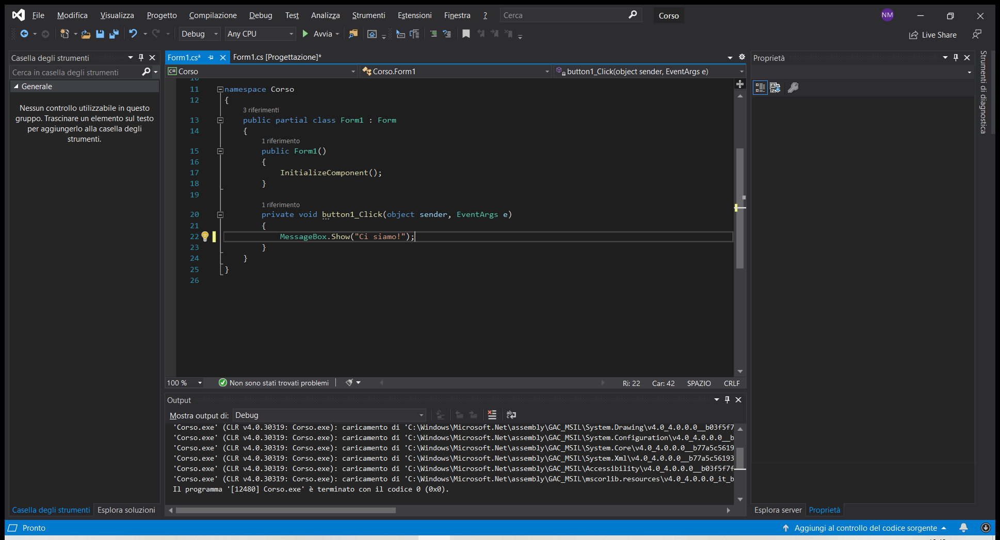 File Modifica Visualizza Progetto Compilazione Debug Test Analizza Strumenti Estensioni Finestra ? Cerca Corso NM
Debug Any CPU Avvia Live Share
Casella degli strumenti
Cerca in casella degli strumenti
Generale
Nessun controllo utilizzabile in questo
gruppo. Trascinare un elemento sul testo
per aggiungerlo alla casella degli
strumenti.
Form1.cs* Form1.cs [Progettazione]*
C# Corso Corso.Form1 button1_Click(object sender, EventArgs e)
11 namespace Corso
12 {
3 riferimenti
13 public partial class Form1 : Form
14 {
1 riferimento
15 public Form1()
16 {
17 InitializeComponent();
18 }
19
1 riferimento
20 private void button1_Click(object sender, EventArgs e)
21 {
22 MessageBox.Show("Ci siamo!");
23 }
24 }
25 }
26
100 % Non sono stati trovati problemi Ri: 22 Car: 42 SPAZIO CRLF
Output
Mostra output di: Debug
'Corso.exe' (CLR v4.0.30319: Corso.exe): caricamento di 'C:\Windows\Microsoft.Net\assembly\GAC_MSIL\System.Drawing\v4.0_4.0.0.0__b03f5f7
'Corso.exe' (CLR v4.0.30319: Corso.exe): caricamento di 'C:\Windows\Microsoft.Net\assembly\GAC_MSIL\System.Configuration\v4.0_4.0.0.0__b
'Corso.exe' (CLR v4.0.30319: Corso.exe): caricamento di 'C:\Windows\Microsoft.Net\assembly\GAC_MSIL\System.Core\v4.0_4.0.0.0__b77a5c5619
'Corso.exe' (CLR v4.0.30319: Corso.exe): caricamento di 'C:\Windows\Microsoft.Net\assembly\GAC_MSIL\System.Xml\v4.0_4.0.0.0__b77a5c56193
'Corso.exe' (CLR v4.0.30319: Corso.exe): caricamento di 'C:\Windows\Microsoft.Net\assembly\GAC_MSIL\Accessibility\v4.0_4.0.0.0__b03f5f7f
'Corso.exe' (CLR v4.0.30319: Corso.exe): caricamento di 'C:\Windows\Microsoft.Net\assembly\GAC_MSIL\mscorlib.resources\v4.0_4.0.0.0_it_b
Il programma '[12480] Corso.exe' è terminato con il codice 0 (0x0).
Proprietà
Strumenti di diagnostica
Casella degli strumenti Esplora soluzioni
Esplora server Proprietà
Pronto Aggiungi al controllo del codice sorgente